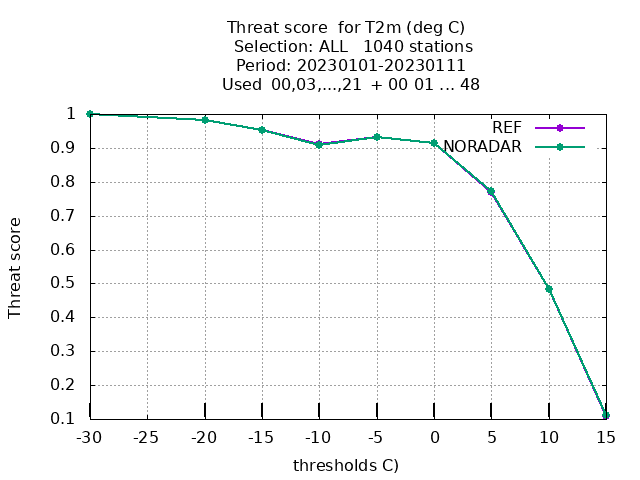 Threat score for T2m (deg C)
Selection: ALL 1040 stations
Period: 20230101-20230111
Used 00,03,...,21 + 00 01 ... 48
REF
NORADAR
1
0.9
0.8
0.7
0.6
0.5
0.4
0.3
0.2
0.1
Threat score
-30 -25 -20 -15 -10 -5 0 5 10 15
thresholds C)